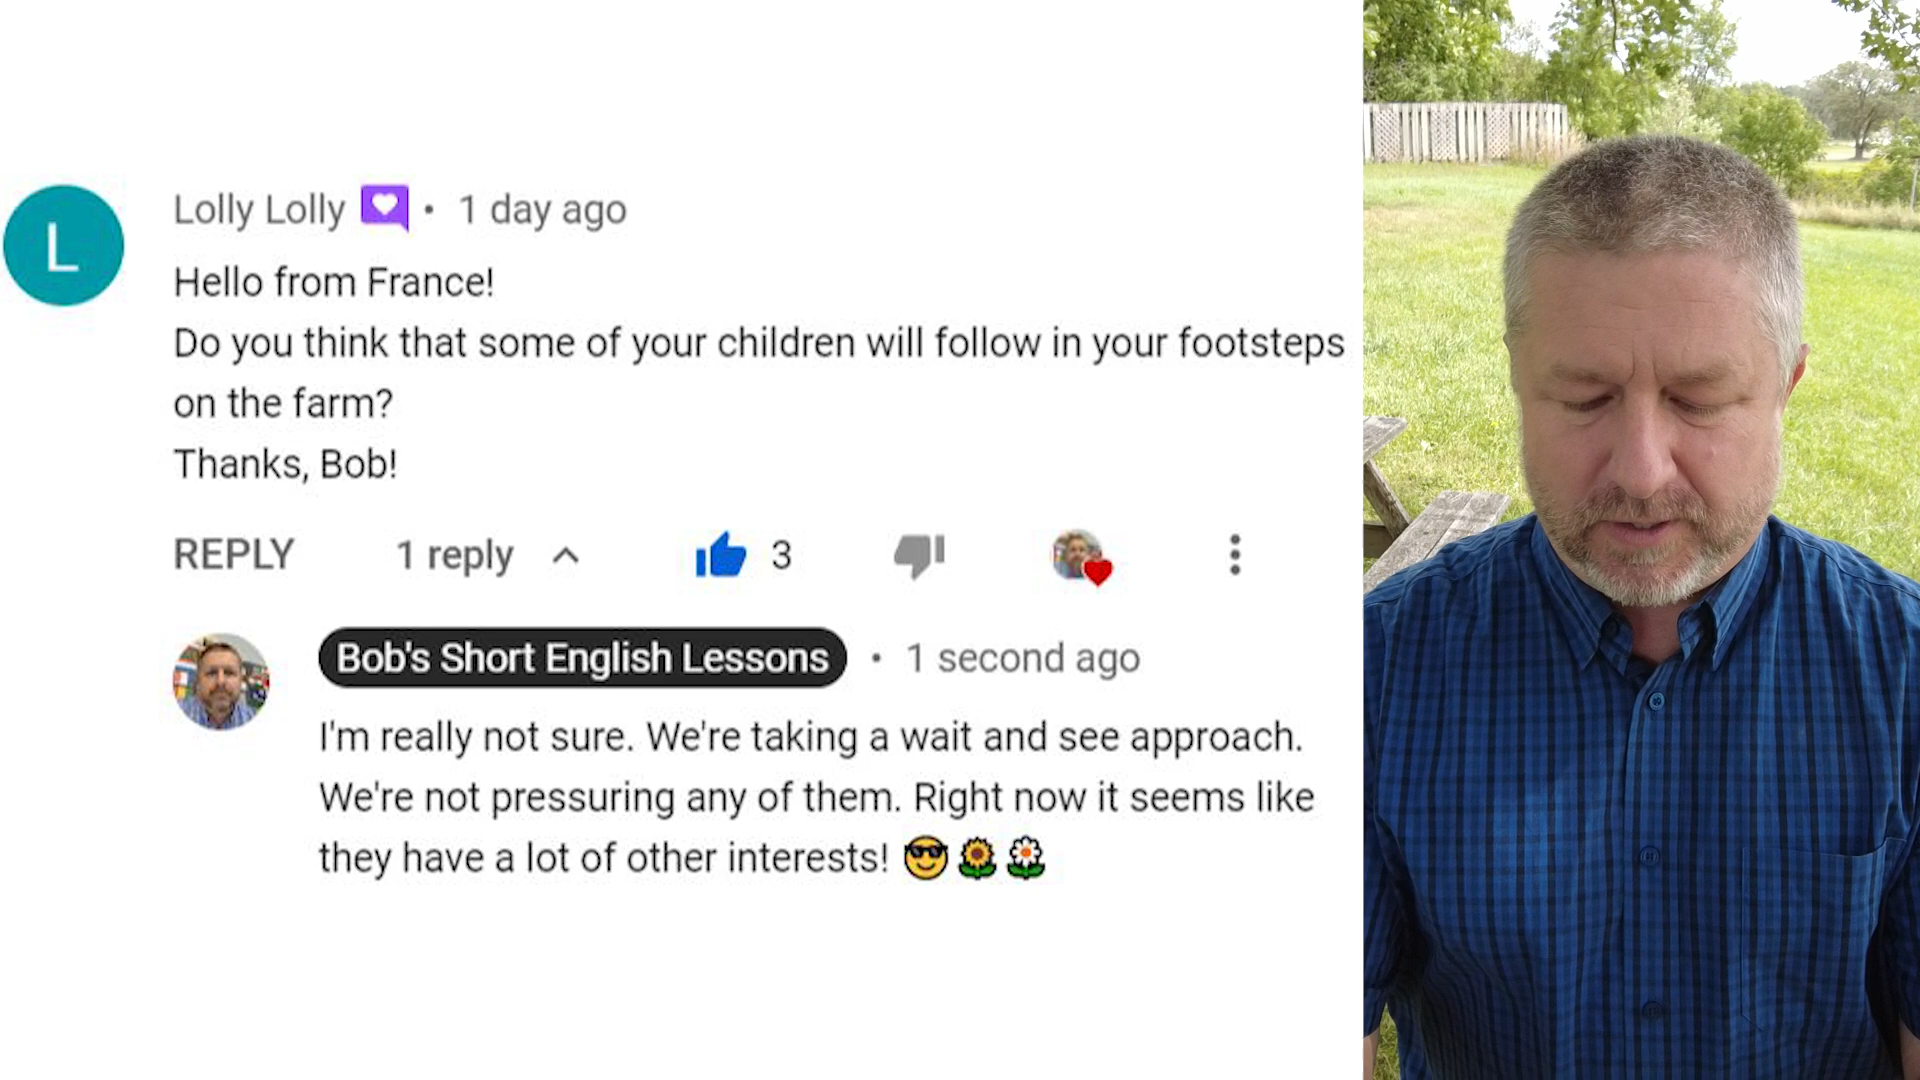 L
Lolly Lolly • 1 day ago
Hello from France!
Do you think that some of your children will follow in your footsteps
on the farm?
Thanks, Bob!
REPLY 1 reply 3
Bob's Short English Lessons • 1 second ago
I'm really not sure. We're taking a wait and see approach.
We're not pressuring any of them. Right now it seems like
they have a lot of other interests! 😎🌻🌼